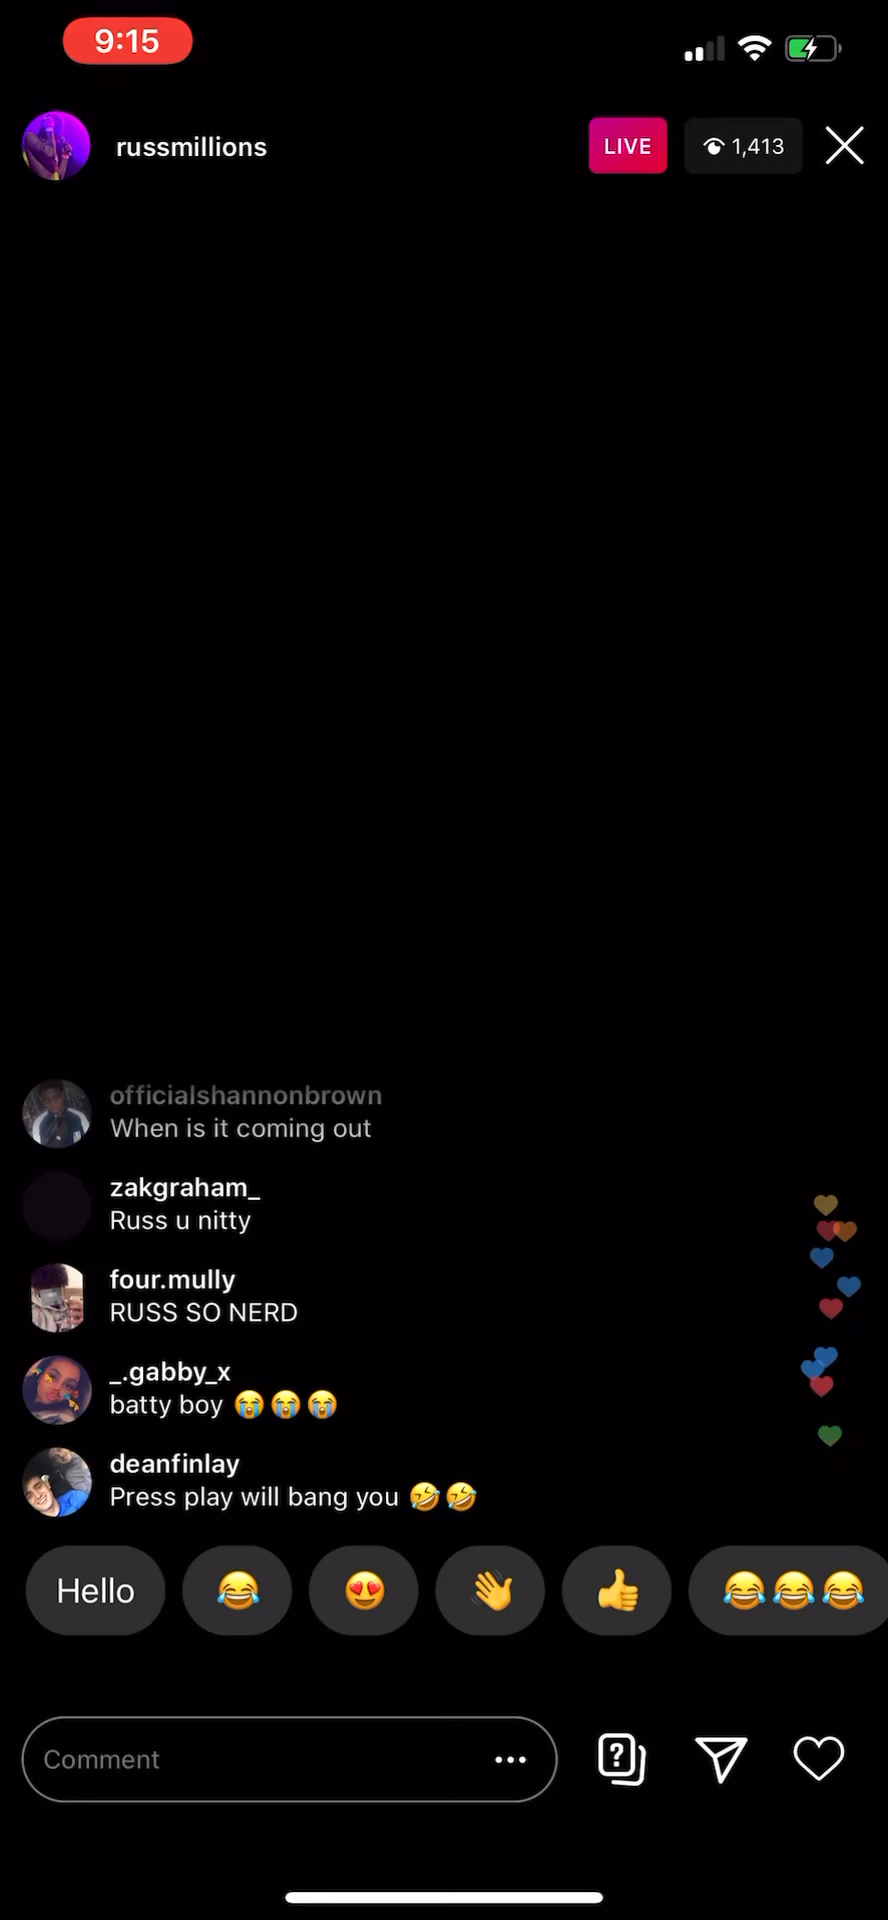 9:15
russmillions
LIVE
1,413
officialshannonbrown
When is it coming out
zakgraham_
Russ u nitty
four.mully
RUSS SO NERD
_.gabby_x
batty boy 😭😭😭
deanfinlay
Press play will bang you 🤣🤣
Hello 😂 😍 👋 👍 😂😂😂
Comment
?